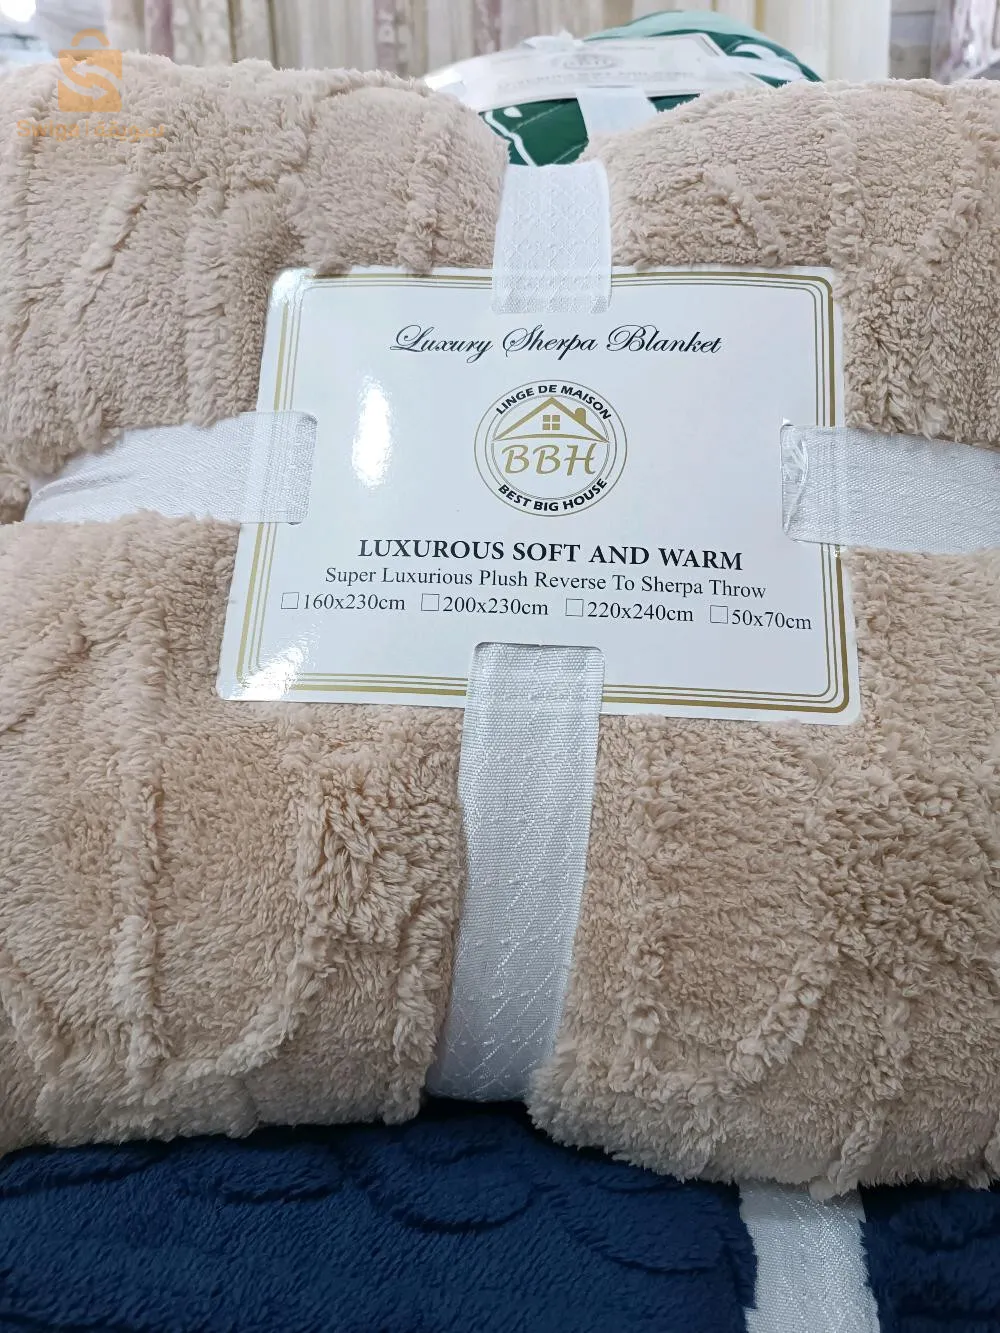 Luxury Sherpa Blanket
LINGE DE MAISON
BBH
BEST BIG HOUSE
LUXUROUS SOFT AND WARM
Super Luxurious Plush Reverse To Sherpa Throw
160x230cm 200x230cm 220x240cm 50x70cm
BBH